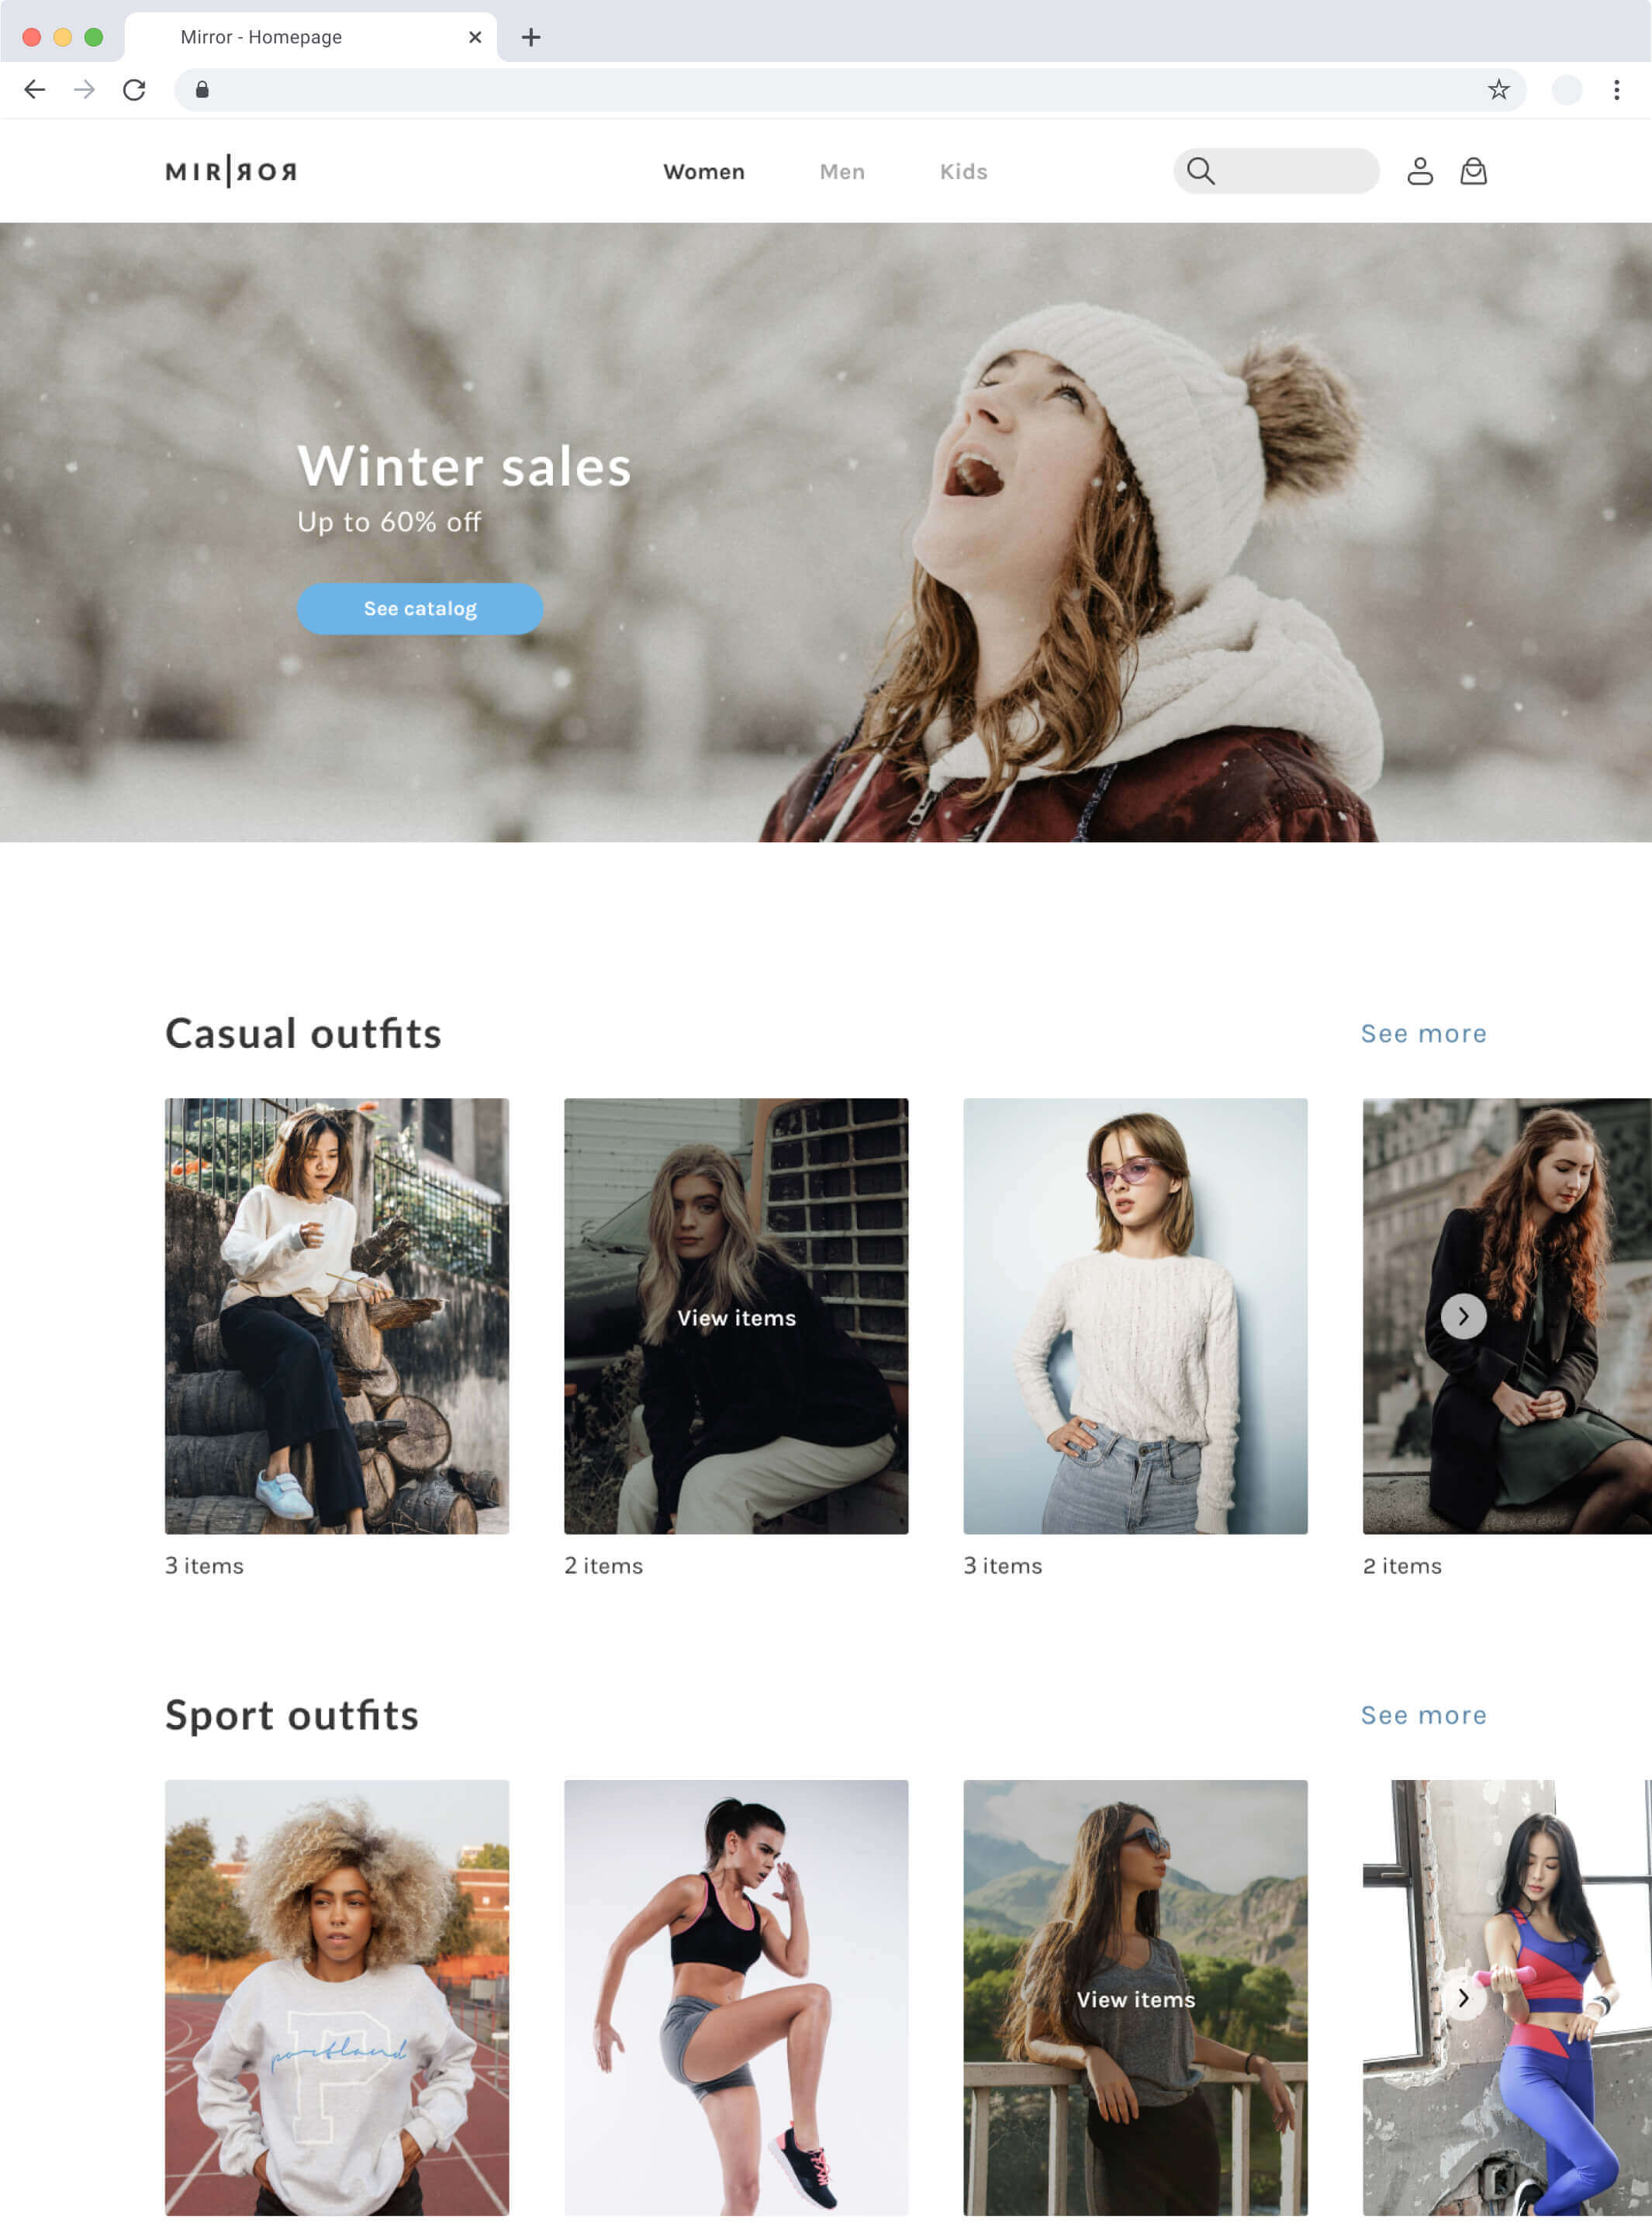 Mirror - Homepage
MIR|ЯOЯ
Women Men Kids
Winter sales
Up to 60% off
See catalog
Casual outfits
See more
View items
3 items
2 items
3 items
2 items
Sport outfits
See more
P
portland
View items